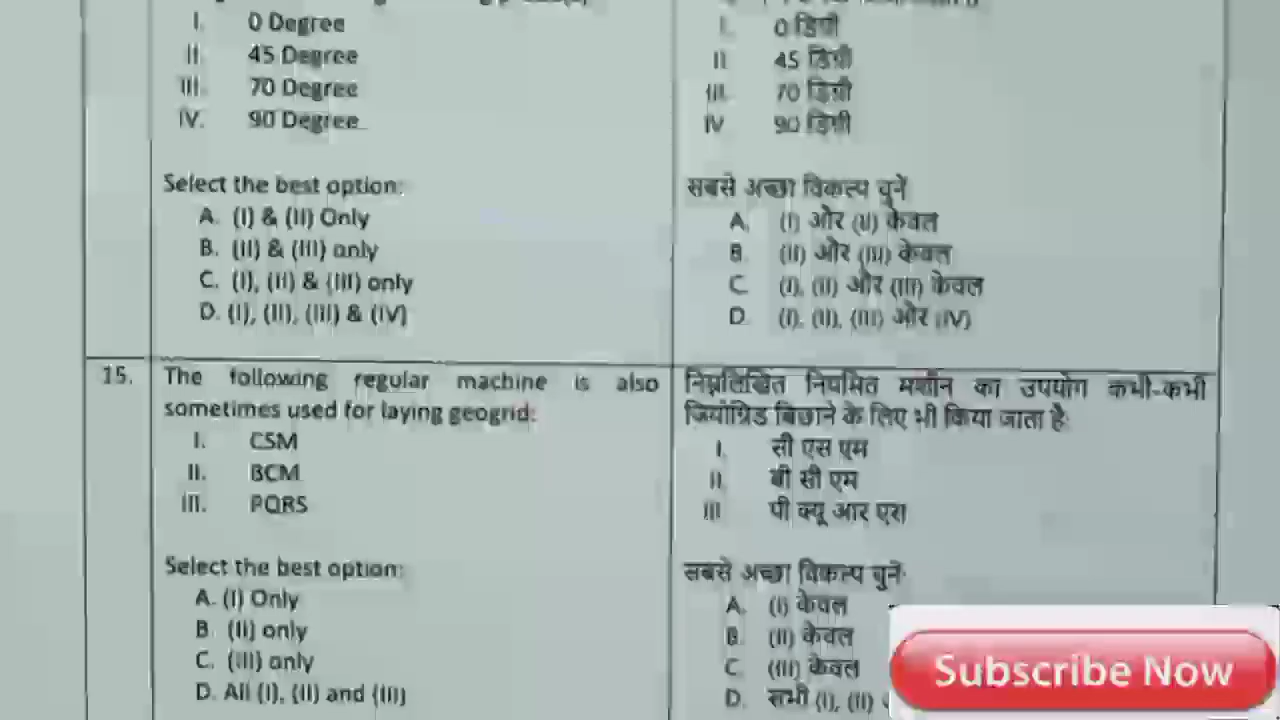 I. 0 Degree
II. 45 Degree
III. 70 Degree
IV. 90 Degree
Select the best option:
A. (I) & (II) Only
B. (II) & (III) only
C. (I), (II) & (III) only
D. (I), (II), (III) & (IV)
I. 0 डिग्री
II 45 डिग्री
III. 70 डिग्री
IV 90 डिग्री
सबसे अच्छा विकल्प चुनें
A. (I) और (II) केवल
B. (II) और (III) केवल
C (I), (II) और (III) केवल
D. (I), (II), (III) और (IV)
15. The following regular machine is also
sometimes used for laying geogrid:
I. CSM
II. BCM
III. PQRS
Select the best option:
A. (I) Only
B. (II) only
C. (III) only
D. All (I), (II) and (III)
निम्नलिखित नियमित मशीन का उपयोग कभी-कभी
जियोग्रिड बिछाने के लिए भी किया जाता है:
I. सी एस एम
II बी सी एम
III पी क्यू आर एस
सबसे अच्छा विकल्प चुनें:
A. (I) केवल
B. (II) केवल
C. (III) केवल
D. सभी (I), (II)
Subscribe Now